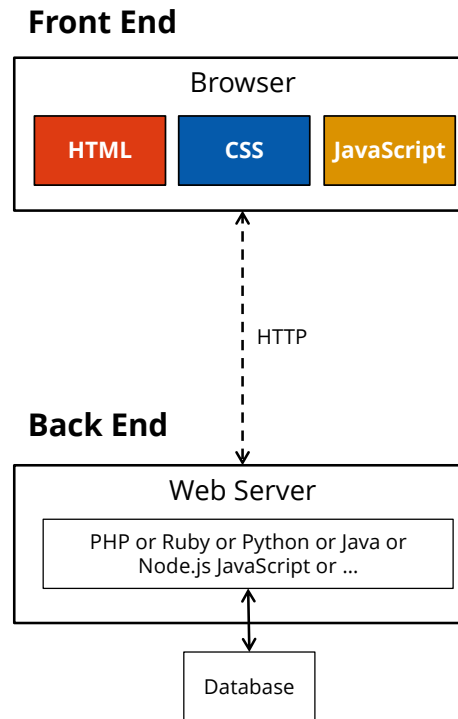 Front End
Browser
HTML
CSS
JavaScript
HTTP
Back End
Web Server
PHP or Ruby or Python or Java or
Node.js JavaScript or ...
Database